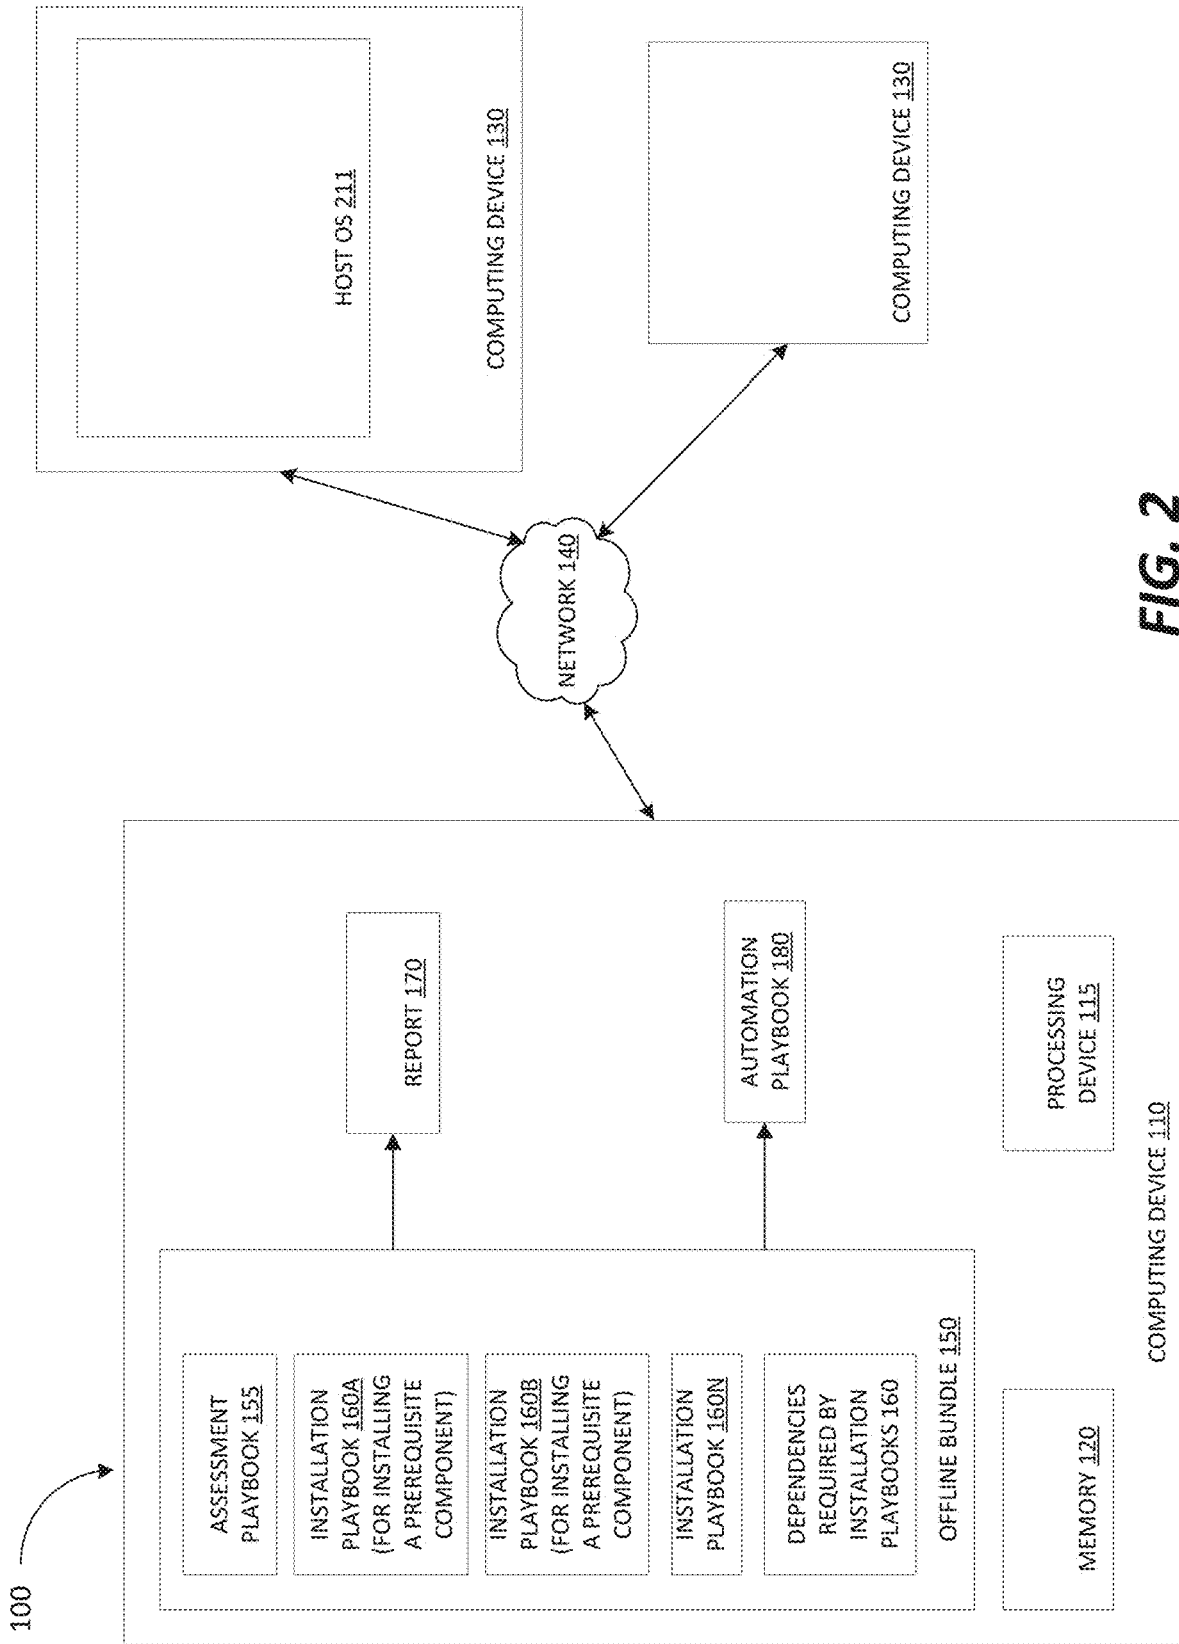 100
ASSESSMENT
PLAYBOOK 155
INSTALLATION
PLAYBOOK 160A
(FOR INSTALLING
A PREREQUISITE
COMPONENT)
INSTALLATION
PLAYBOOK 160B
(FOR INSTALLING
A PREREQUISITE
COMPONENT)
INSTALLATION
PLAYBOOK 160N
DEPENDENCIES
REQUIRED BY
INSTALLATION
PLAYBOOKS 160
OFFLINE BUNDLE 150
REPORT 170
AUTOMATION
PLAYBOOK 180
MEMORY 120
PROCESSING
DEVICE 115
COMPUTING DEVICE 110
NETWORK 140
HOST OS 211
COMPUTING DEVICE 130
COMPUTING DEVICE 130
FIG. 2